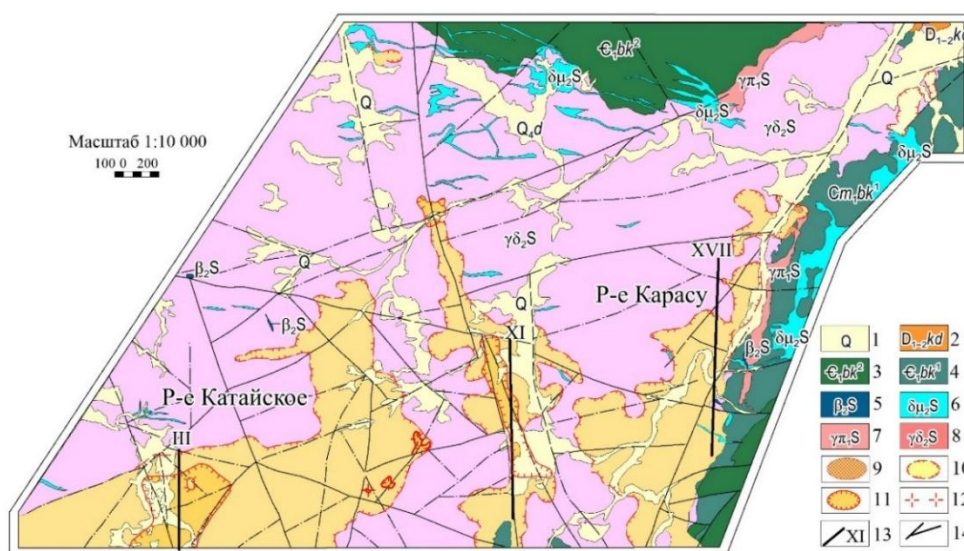 Є₁bk²
D₁₋₂kd
δμ₂S
γπ₁S
Q
Q
δμ₂S
γδ₂S
Q₄d
δμ₂S
Масштаб 1:10 000
100 0 200
Cm₁bk¹
γδ₂S
XVII
γπ₁S
Q
β₂S
Q
Р-е Карасу
β₂S
XI
β₂S
δμ₂S
Р-е Катайское
III
Q 1 D₁₋₂kd 2
Є₁bk² 3 Є₁bk¹ 4
β₂S 5 δμ₂S 6
γπ₁S 7 γδ₂S 8
9 10
11 12
XI 13 14